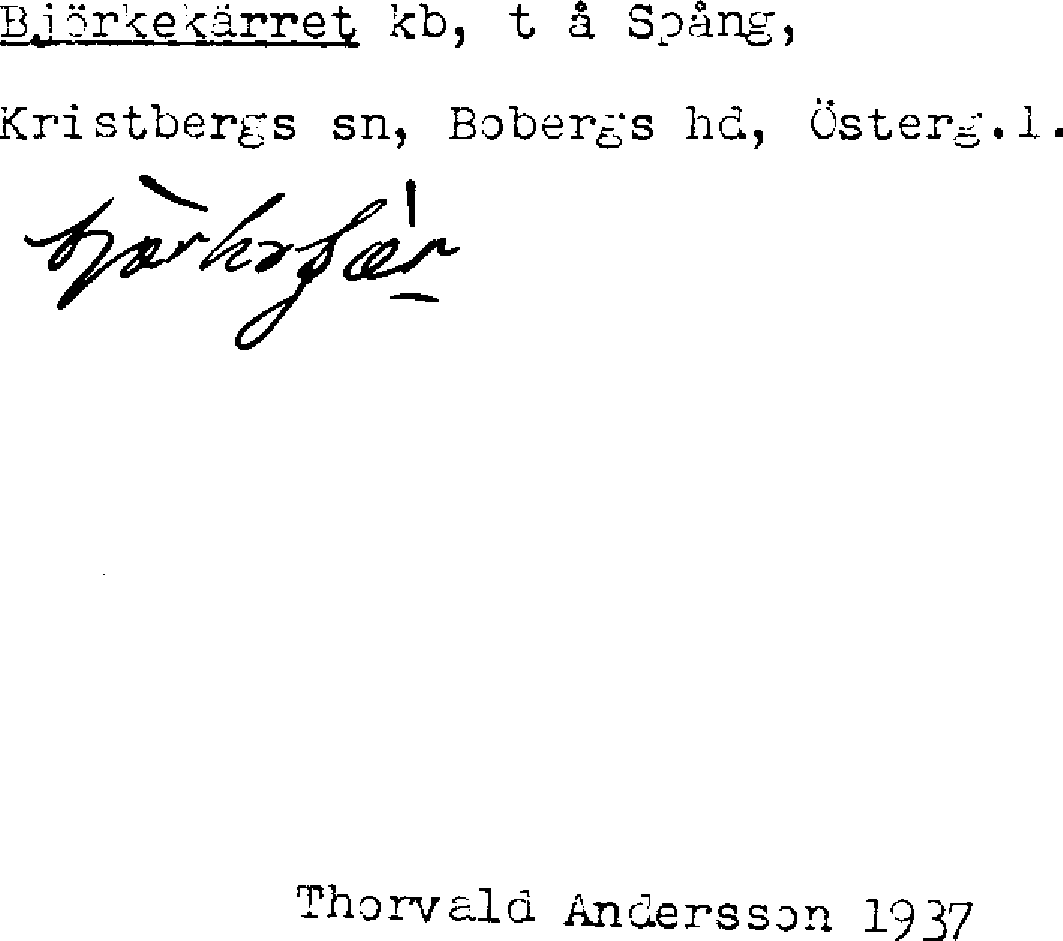 Björkekärret kb, t å Spång,
Kristbergs sn, Bobergs hd, Österg.l.
Thorvald Andersson 1937